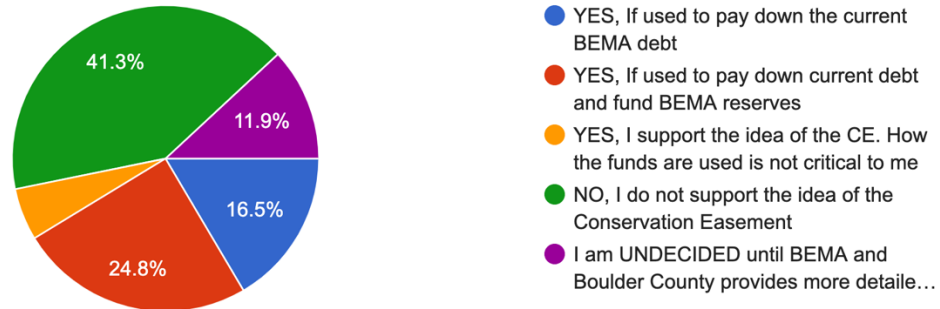 41.3%
11.9%
16.5%
24.8%
YES, If used to pay down the current
BEMA debt
YES, If used to pay down current debt
and fund BEMA reserves
YES, I support the idea of the CE. How
the funds are used is not critical to me
NO, I do not support the idea of the
Conservation Easement
I am UNDECIDED until BEMA and
Boulder County provides more detaile…